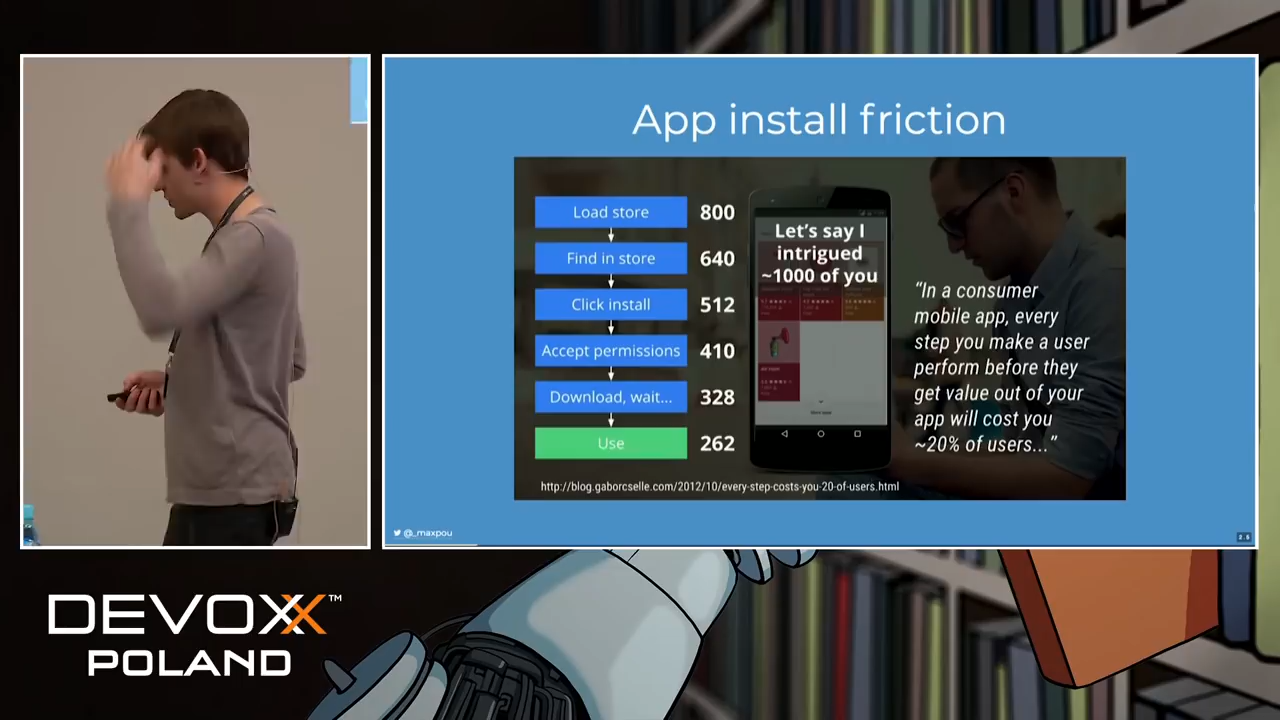 App install friction
Load store 800
Find in store 640
Click install 512
Accept permissions 410
Download, wait... 328
Use 262
Let's say I
intrigued
~1000 of you
“In a consumer
mobile app, every
step you make a user
perform before they
get value out of your
app will cost you
~20% of users...”
http://blog.gaborcselle.com/2012/10/every-step-costs-you-20-of-users.html
@_maxpou
2.5
DEVOXX™
POLAND